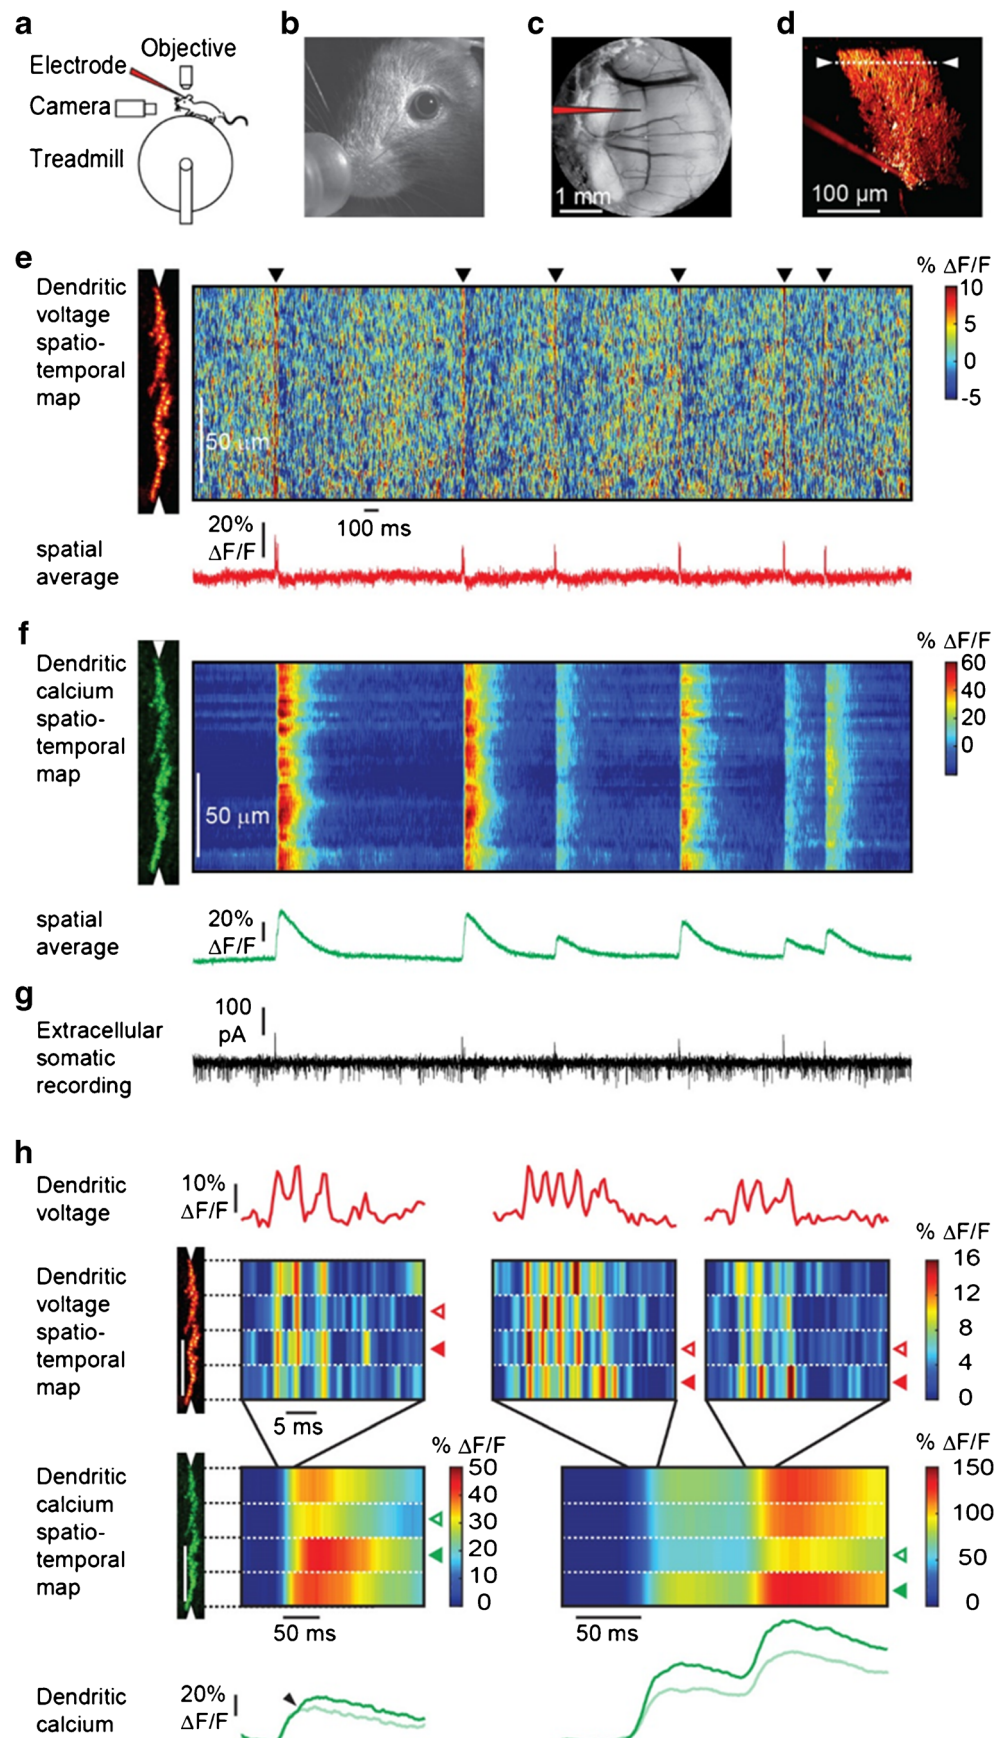 a
Objective
Electrode
Camera
Treadmill
b
c
1 mm
d
100 µm
e
Dendritic
voltage
spatio-
temporal
map
50 µm
% ΔF/F
10
5
0
-5
100 ms
20%
ΔF/F
spatial
average
f
Dendritic
calcium
spatio-
temporal
map
50 µm
% ΔF/F
60
40
20
0
spatial
average
20%
ΔF/F
g
100
pA
Extracellular
somatic
recording
h
Dendritic
voltage
10%
ΔF/F
Dendritic
voltage
spatio-
temporal
map
% ΔF/F
16
12
8
4
0
5 ms
Dendritic
calcium
spatio-
temporal
map
% ΔF/F
50
40
30
20
10
0
% ΔF/F
150
100
50
0
50 ms
50 ms
Dendritic
calcium
20%
ΔF/F